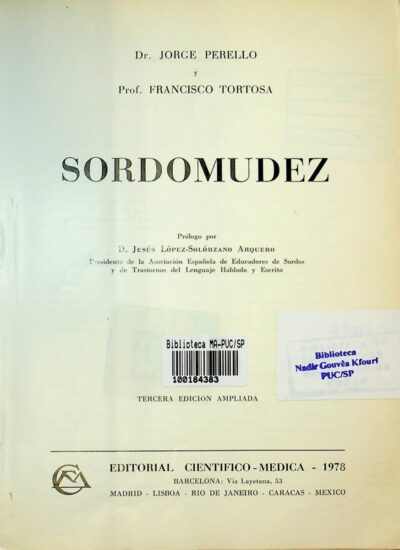 Dr. JORGE PERELLO
y
Prof. FRANCISCO TORTOSA
SORDOMUDEZ
Prólogo por
D. JESÚS LÓPEZ-SOLÓRZANO ARQUERO
Presidente de la Asociación Española de Educadores de Sordos
y de Trastornos del Lenguaje Hablado y Escrito
Biblioteca MA-PUC/SP
100184383
Biblioteca
Nadir Gouvêa Kfouri
PUC/SP
TERCERA EDICION AMPLIADA
EDITORIAL CIENTIFICO-MEDICA - 1978
BARCELONA: Vía Layetana, 53
MADRID - LISBOA - RIO DE JANEIRO - CARACAS - MEXICO